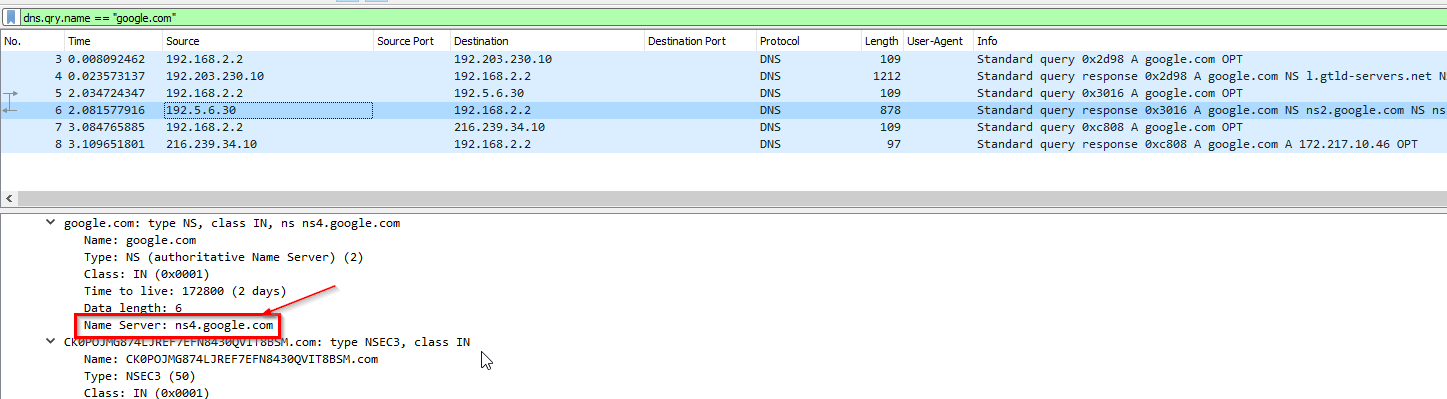 dns.qry.name == "google.com"
No. Time Source Source Port Destination Destination Port Protocol Length User-Agent Info
3 0.008092462 192.168.2.2 192.203.230.10 DNS 109 Standard query 0x2d98 A google.com OPT
4 0.023573137 192.203.230.10 192.168.2.2 DNS 1212 Standard query response 0x2d98 A google.com NS l.gtld-servers.net N
5 2.034724347 192.168.2.2 192.5.6.30 DNS 109 Standard query 0x3016 A google.com OPT
6 2.081577916 192.5.6.30 192.168.2.2 DNS 878 Standard query response 0x3016 A google.com NS ns2.google.com NS ns
7 3.084765885 192.168.2.2 216.239.34.10 DNS 109 Standard query 0xc808 A google.com OPT
8 3.109651801 216.239.34.10 192.168.2.2 DNS 97 Standard query response 0xc808 A google.com A 172.217.10.46 OPT
google.com: type NS, class IN, ns ns4.google.com
Name: google.com
Type: NS (authoritative Name Server) (2)
Class: IN (0x0001)
Time to live: 172800 (2 days)
Data length: 6
Name Server: ns4.google.com
CK0POJMG874LJREF7EFN8430QVIT8BSM.com: type NSEC3, class IN
Name: CK0POJMG874LJREF7EFN8430QVIT8BSM.com
Type: NSEC3 (50)
Class: IN (0x0001)